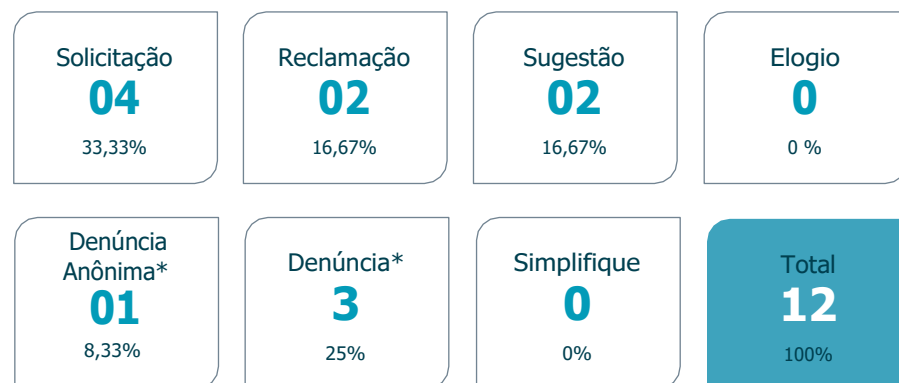 Solicitação
04
33,33%
Reclamação
02
16,67%
Sugestão
02
16,67%
Elogio
0
0 %
Denúncia
Anônima*
01
8,33%
Denúncia*
3
25%
Simplifique
0
0%
Total
12
100%